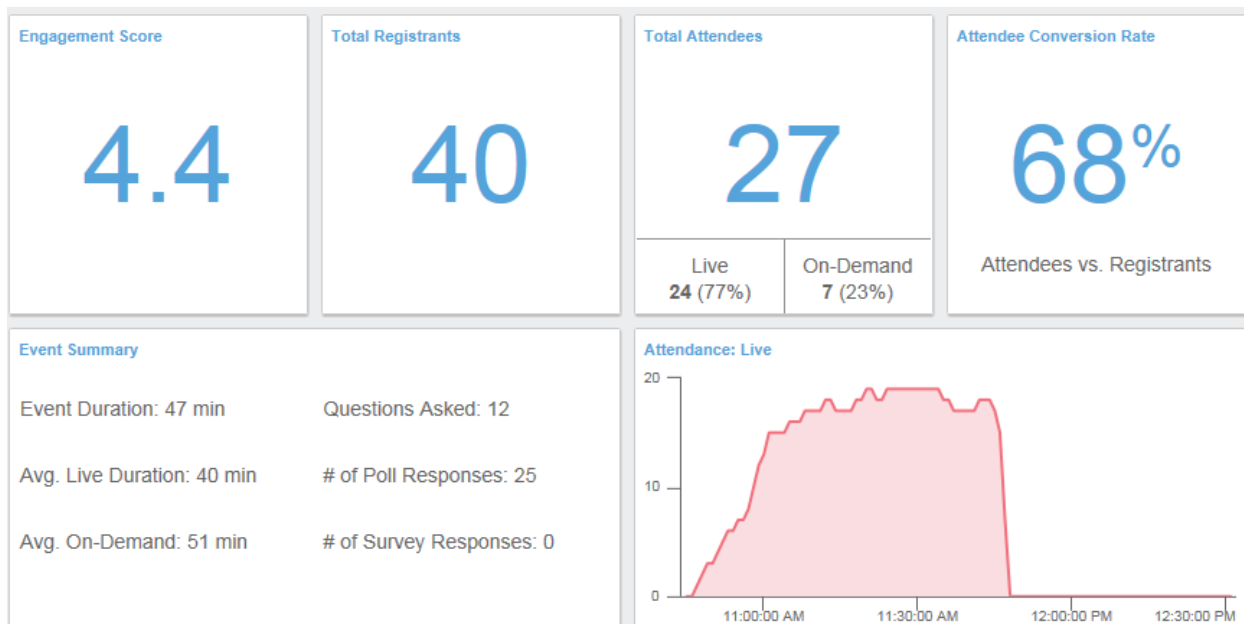 Engagement Score
4.4
Total Registrants
40
Total Attendees
27
Live
24 (77%)
On-Demand
7 (23%)
Attendee Conversion Rate
68%
Attendees vs. Registrants
Event Summary
Event Duration: 47 min
Questions Asked: 12
Avg. Live Duration: 40 min
# of Poll Responses: 25
Avg. On-Demand: 51 min
# of Survey Responses: 0
Attendance: Live
20
10
0
11:00:00 AM
11:30:00 AM
12:00:00 PM
12:30:00 PM